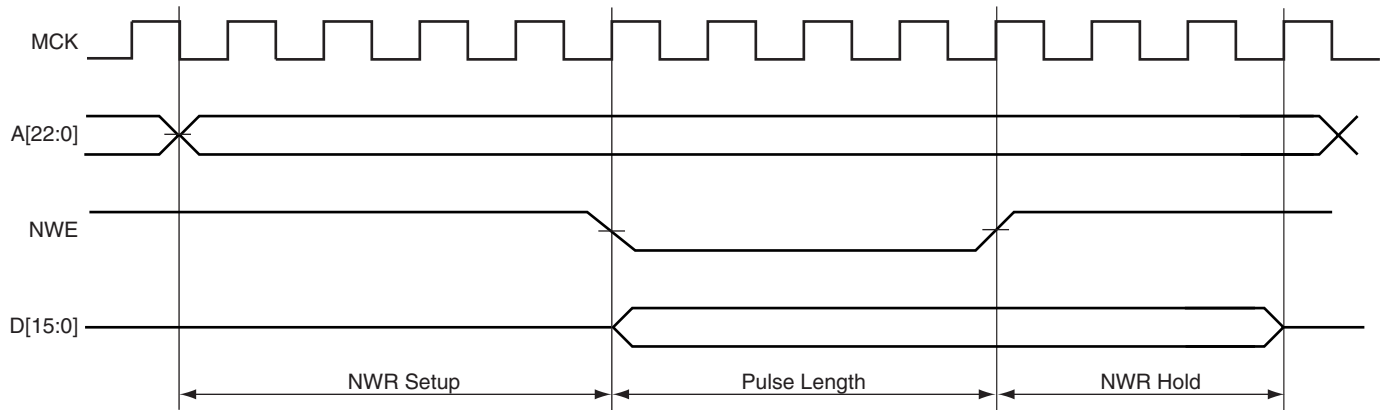 MCK
A[22:0]
NWE
D[15:0]
NWR Setup
Pulse Length
NWR Hold